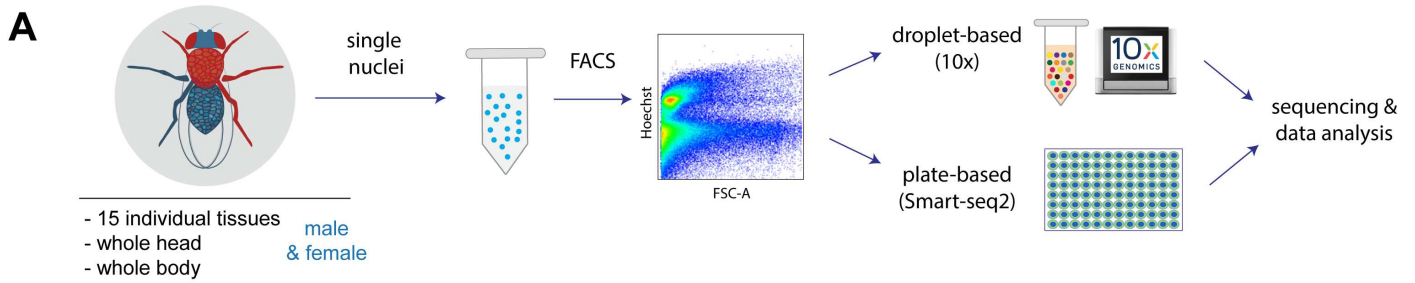 A
single
nuclei
FACS
Hoechst
FSC-A
droplet-based
(10x)
10x
GENOMICS
plate-based
(Smart-seq2)
sequencing &
data analysis
- 15 individual tissues
- whole head
- whole body
male
& female